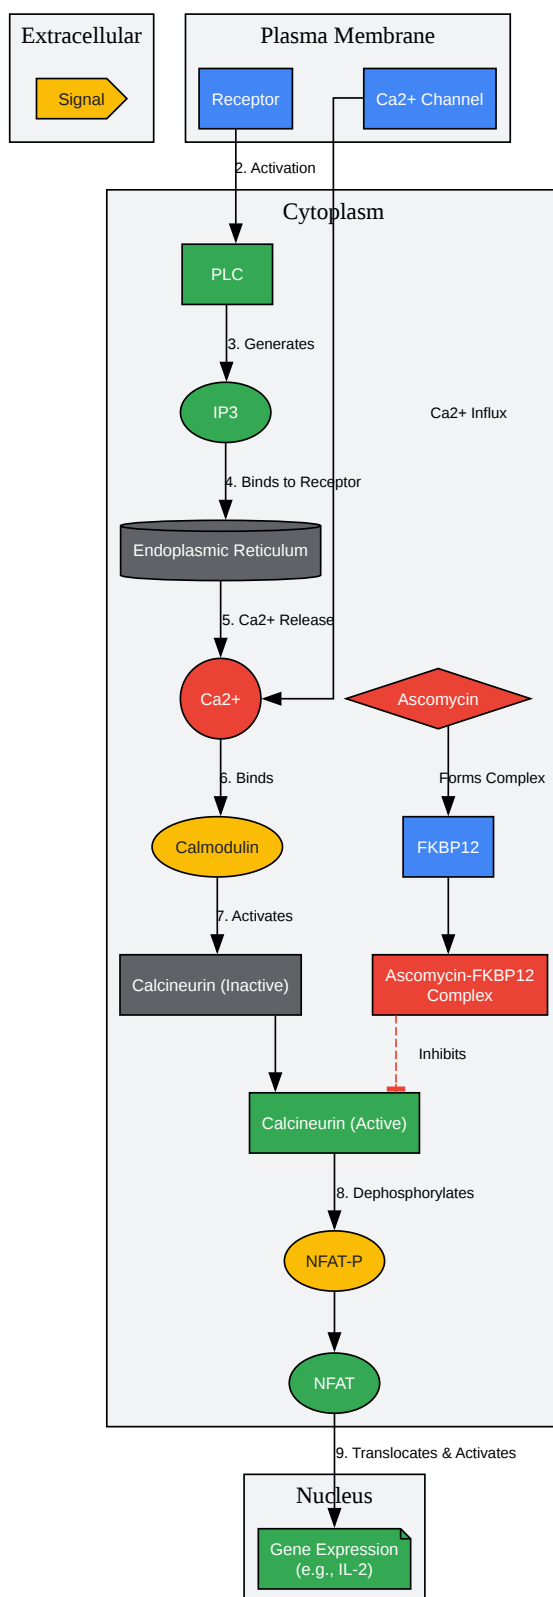 Extracellular
Signal
Plasma Membrane
Receptor
Ca2+ Channel
2. Activation
Cytoplasm
PLC
3. Generates
IP3
Ca2+ Influx
4. Binds to Receptor
Endoplasmic Reticulum
5. Ca2+ Release
Ca2+
Ascomycin
6. Binds
Forms Complex
Calmodulin
FKBP12
7. Activates
Calcineurin (Inactive)
Ascomycin-FKBP12
Complex
Inhibits
Calcineurin (Active)
8. Dephosphorylates
NFAT-P
NFAT
9. Translocates & Activates
Nucleus
Gene Expression
(e.g., IL-2)